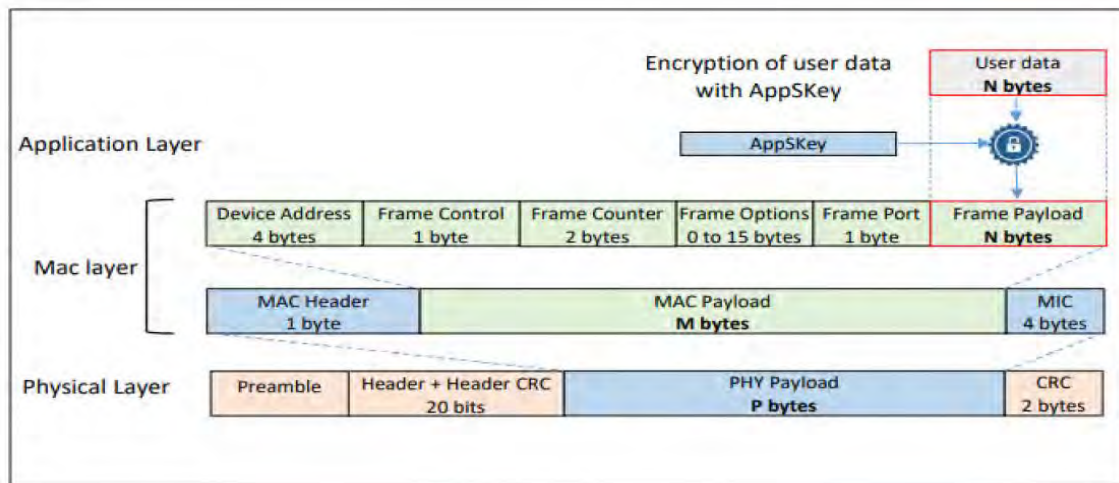 Encryption of user data
with AppSKey
User data
N bytes
Application Layer
AppSKey
Device Address
4 bytes
Frame Control
1 byte
Frame Counter
2 bytes
Frame Options
0 to 15 bytes
Frame Port
1 byte
Frame Payload
N bytes
Mac layer
MAC Header
1 byte
MAC Payload
M bytes
MIC
4 bytes
Physical Layer
Preamble
Header + Header CRC
20 bits
PHY Payload
P bytes
CRC
2 bytes